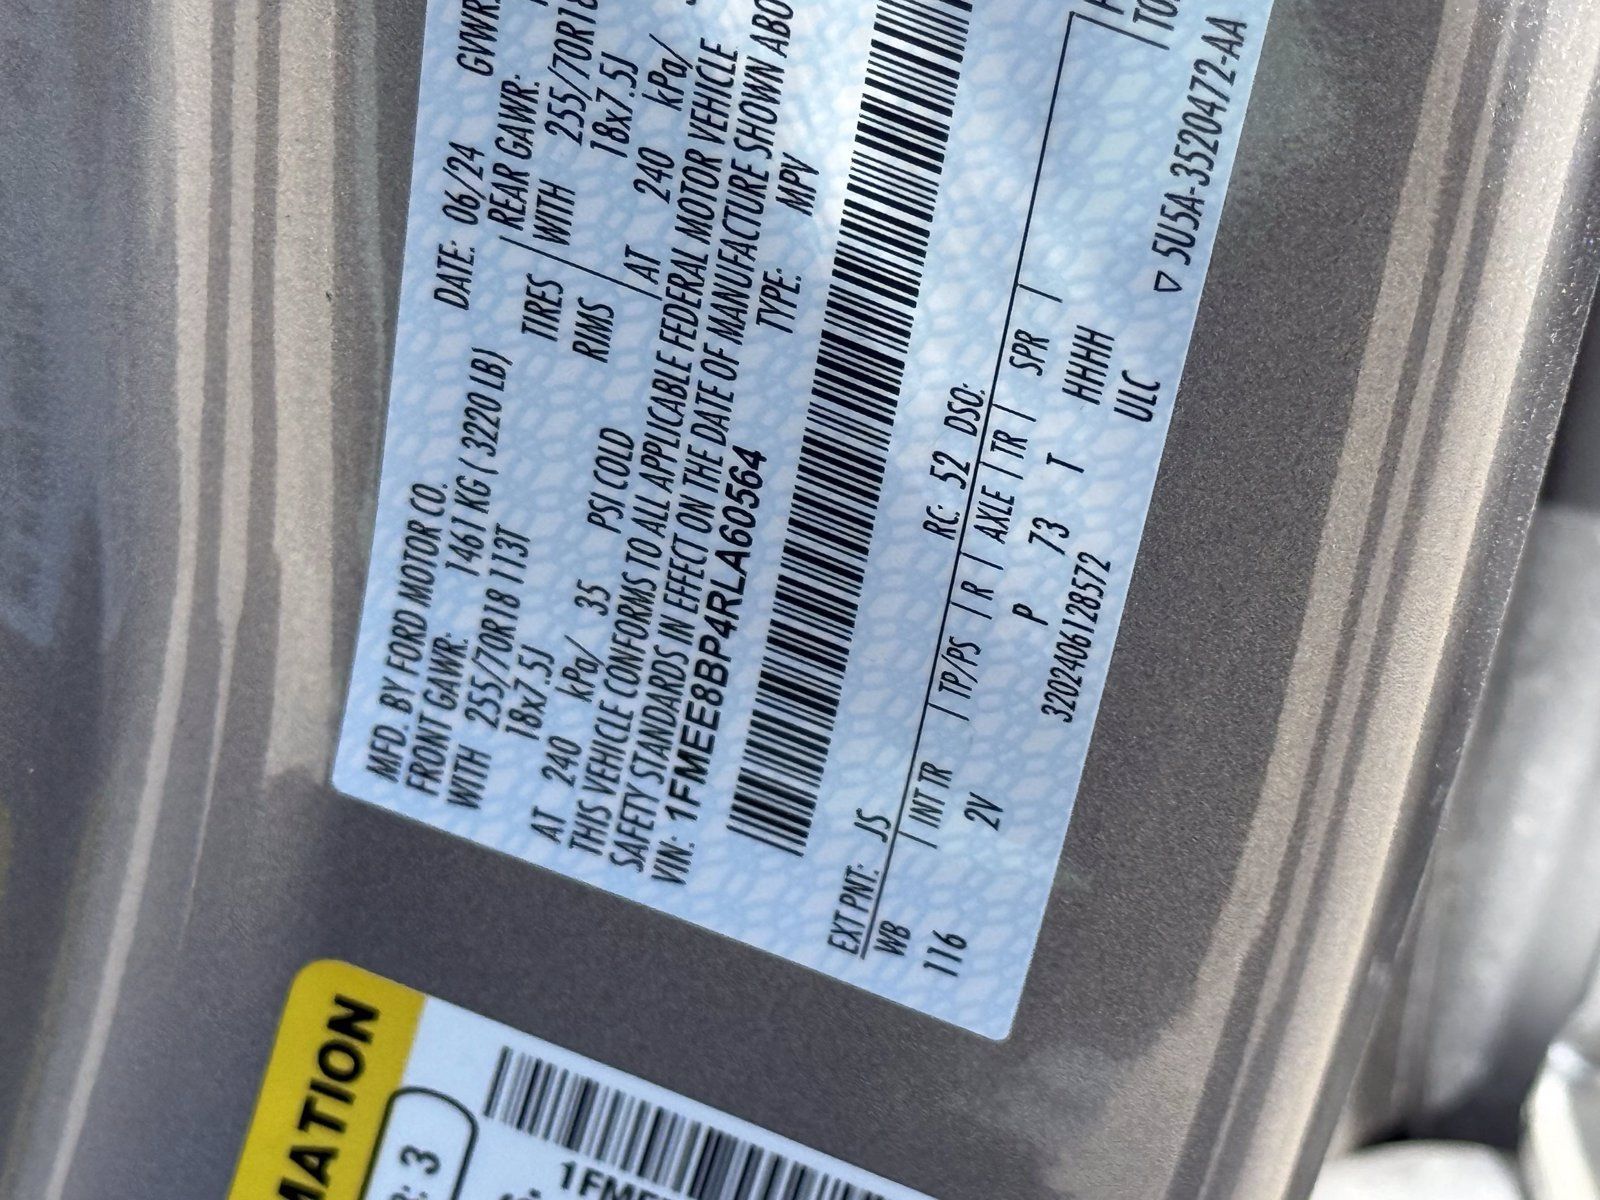 MFD. BY FORD MOTOR CO.
DATE: 06/24 GVWR
FRONT GAWR: 1461 KG ( 3220 LB) REAR GAWR:
WITH 255/70R18 113T TIRES WITH 255/70R18
18x7.5J RIMS 18x7.5J
AT 240 kPa/ 35 PSI COLD AT 240 kPa/
THIS VEHICLE CONFORMS TO ALL APPLICABLE FEDERAL MOTOR VEHICLE
SAFETY STANDARDS IN EFFECT ON THE DATE OF MANUFACTURE SHOWN ABO
VIN: 1FMEE8BP4RLA60564 TYPE: MPV
EXT PNT: JS RC: 52 DSO:
WB | INT TR | TP/PS | R | AXLE | TR | SPR |
116 2V P 73 T HHHH
3202406128572 ULC
▽ 5U5A-3520472-AA
MATION
: 3
1FME